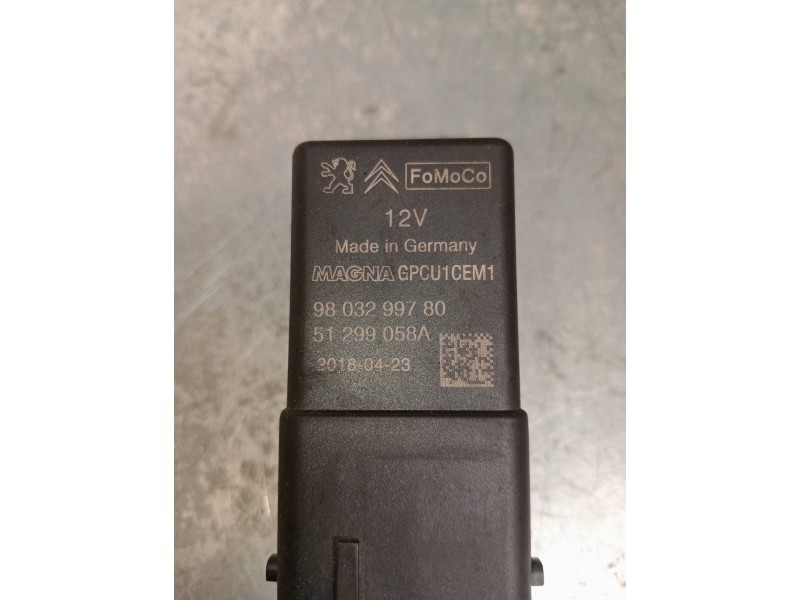 FoMoCo
12V
Made in Germany
MAGNA GPCU1CEM1
98 032 997 80
51 299 058A
2018-04-23